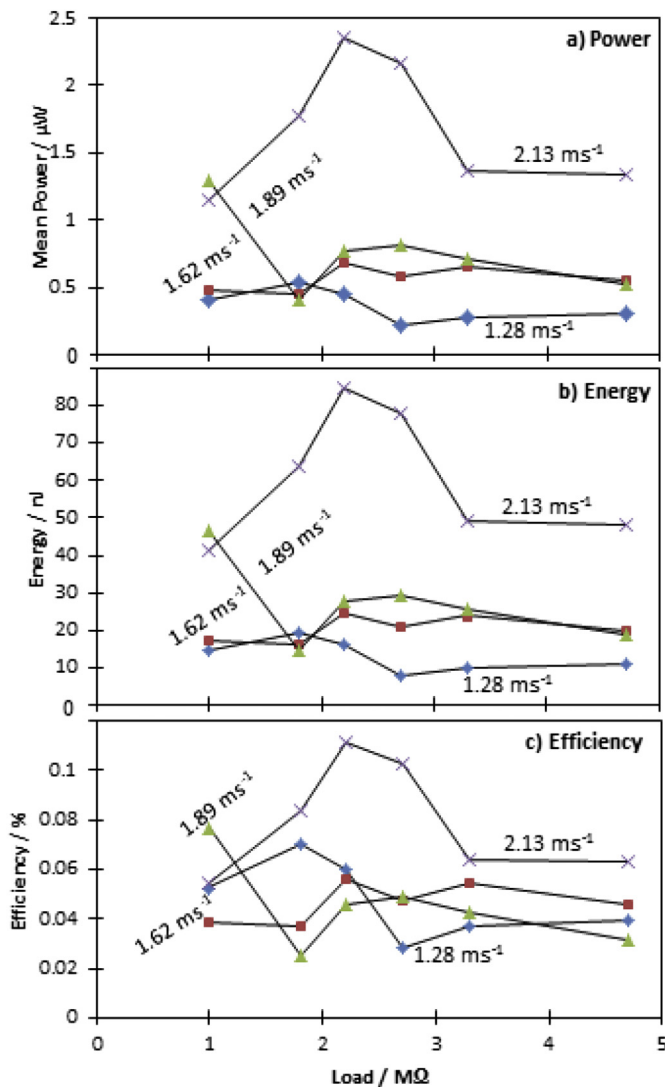 2.5
a) Power
2
Mean Power / µW
1.5
2.13 ms⁻¹
1.89 ms⁻¹
1
1.62 ms⁻¹
0.5
1.28 ms⁻¹
0
b) Energy
80
70
60
Energy / nJ
50
2.13 ms⁻¹
40
1.89 ms⁻¹
30
1.62 ms⁻¹
20
10
1.28 ms⁻¹
0
c) Efficiency
0.1
1.89 ms⁻¹
0.08
Efficiency / %
2.13 ms⁻¹
0.06
0.04
1.62 ms⁻¹
1.28 ms⁻¹
0.02
0
0 1 2 3 4 5
Load / MΩ